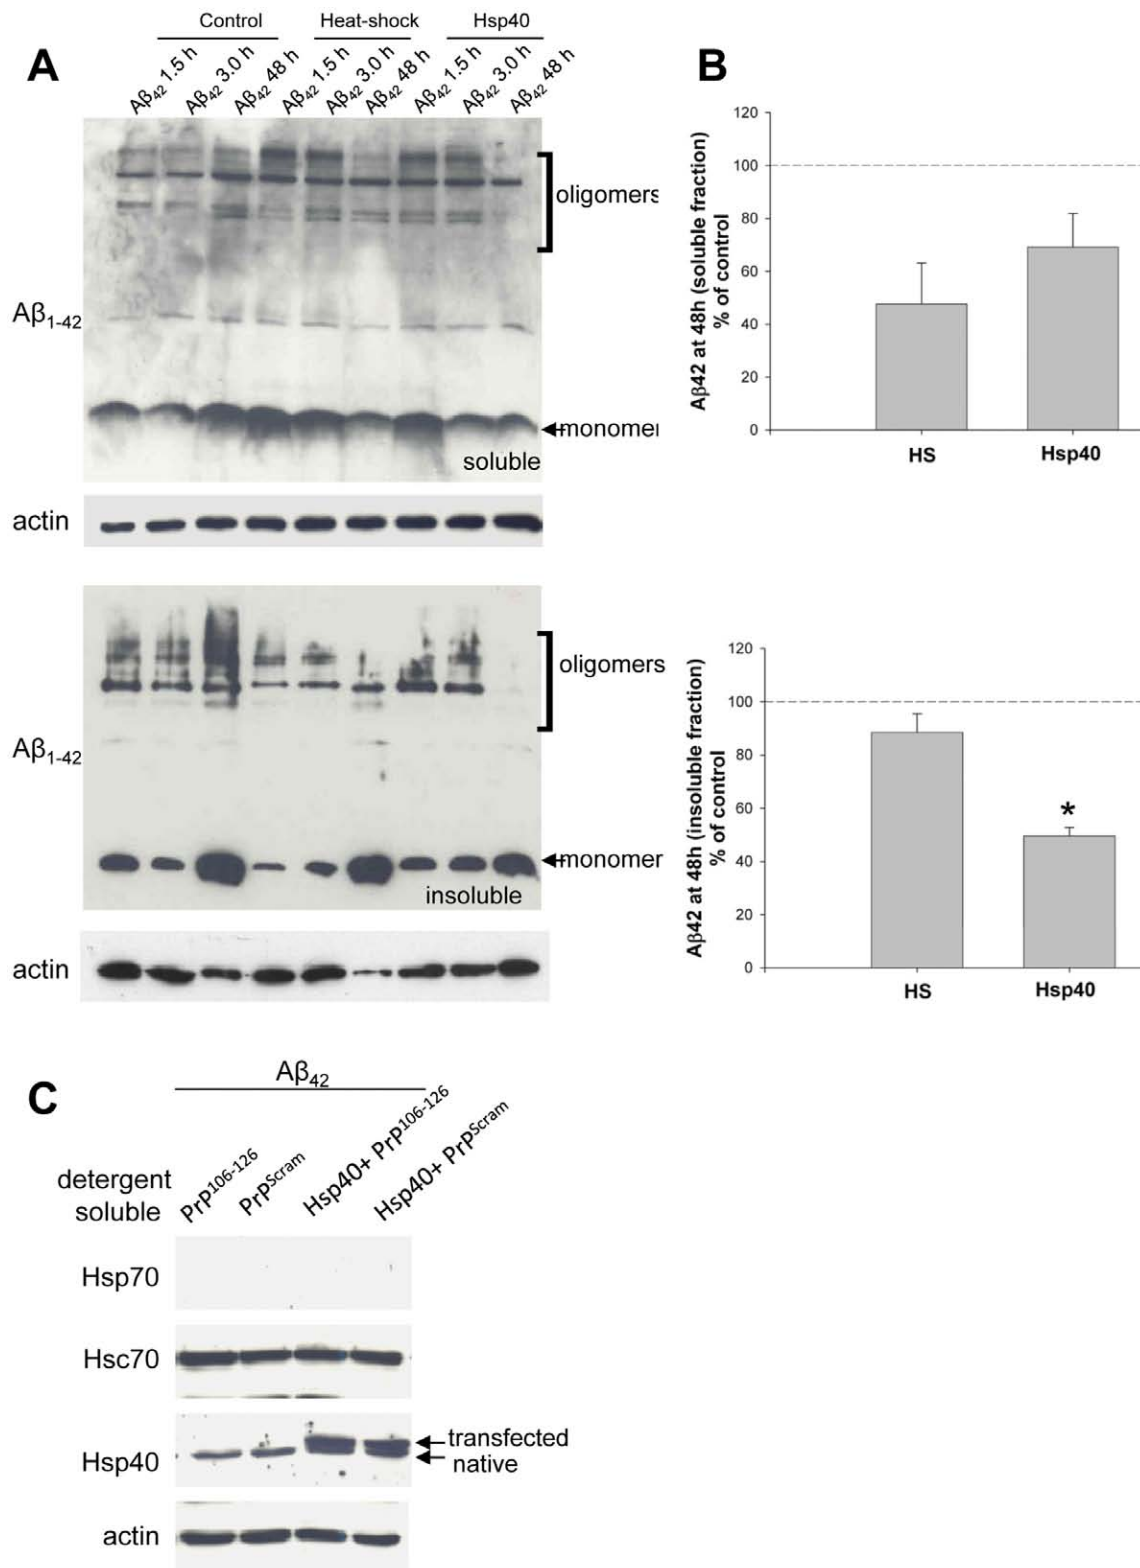 A
Control Heat-shock Hsp40
Aβ42 1.5 h Aβ42 3.0 h Aβ42 48 h Aβ42 1.5 h Aβ42 3.0 h Aβ42 48 h Aβ42 1.5 h Aβ42 3.0 h Aβ42 48 h
oligomers
Aβ1-42
monomer
soluble
actin
oligomers
Aβ1-42
monomer
insoluble
actin
B
Aβ42 at 48h (soluble fraction)
% of control
120
100
80
60
40
20
0
HS Hsp40
Aβ42 at 48h (insoluble fraction)
% of control
120
100
80
60
40
20
0
*
HS Hsp40
C
Aβ42
detergent
soluble
PrP106-126 PrPScram Hsp40+ PrP106-126 Hsp40+ PrPScram
Hsp70
Hsc70
Hsp40
transfected
native
actin